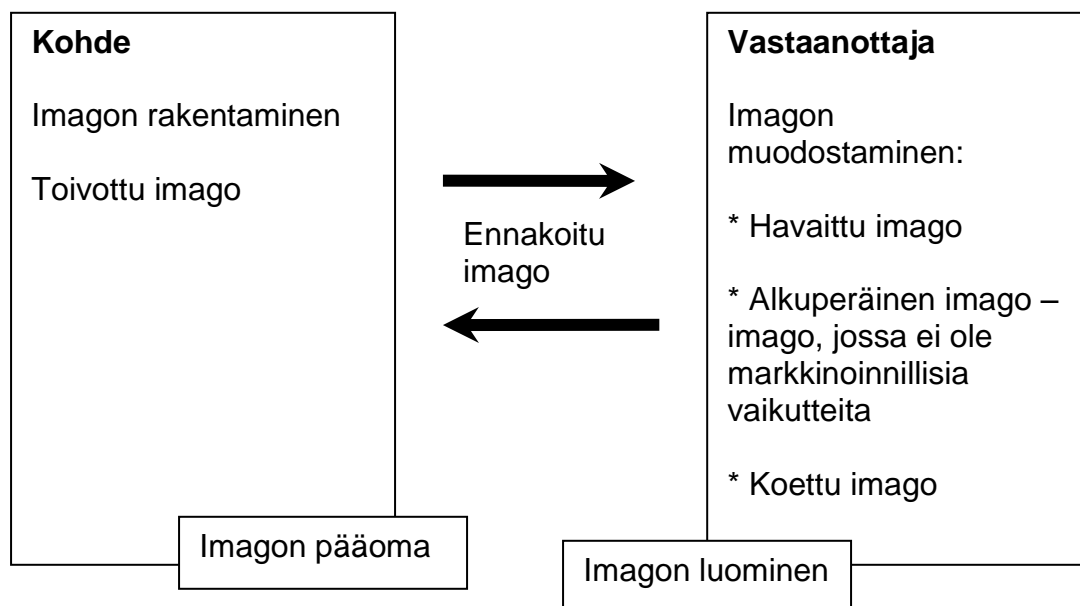 Kohde
Imagon rakentaminen
Toivottu imago
Imagon pääoma
Ennakoitu
imago
Vastaanottaja
Imagon
muodostaminen:
* Havaittu imago
* Alkuperäinen imago –
imago, jossa ei ole
markkinoinnillisia
vaikutteita
* Koettu imago
Imagon luominen